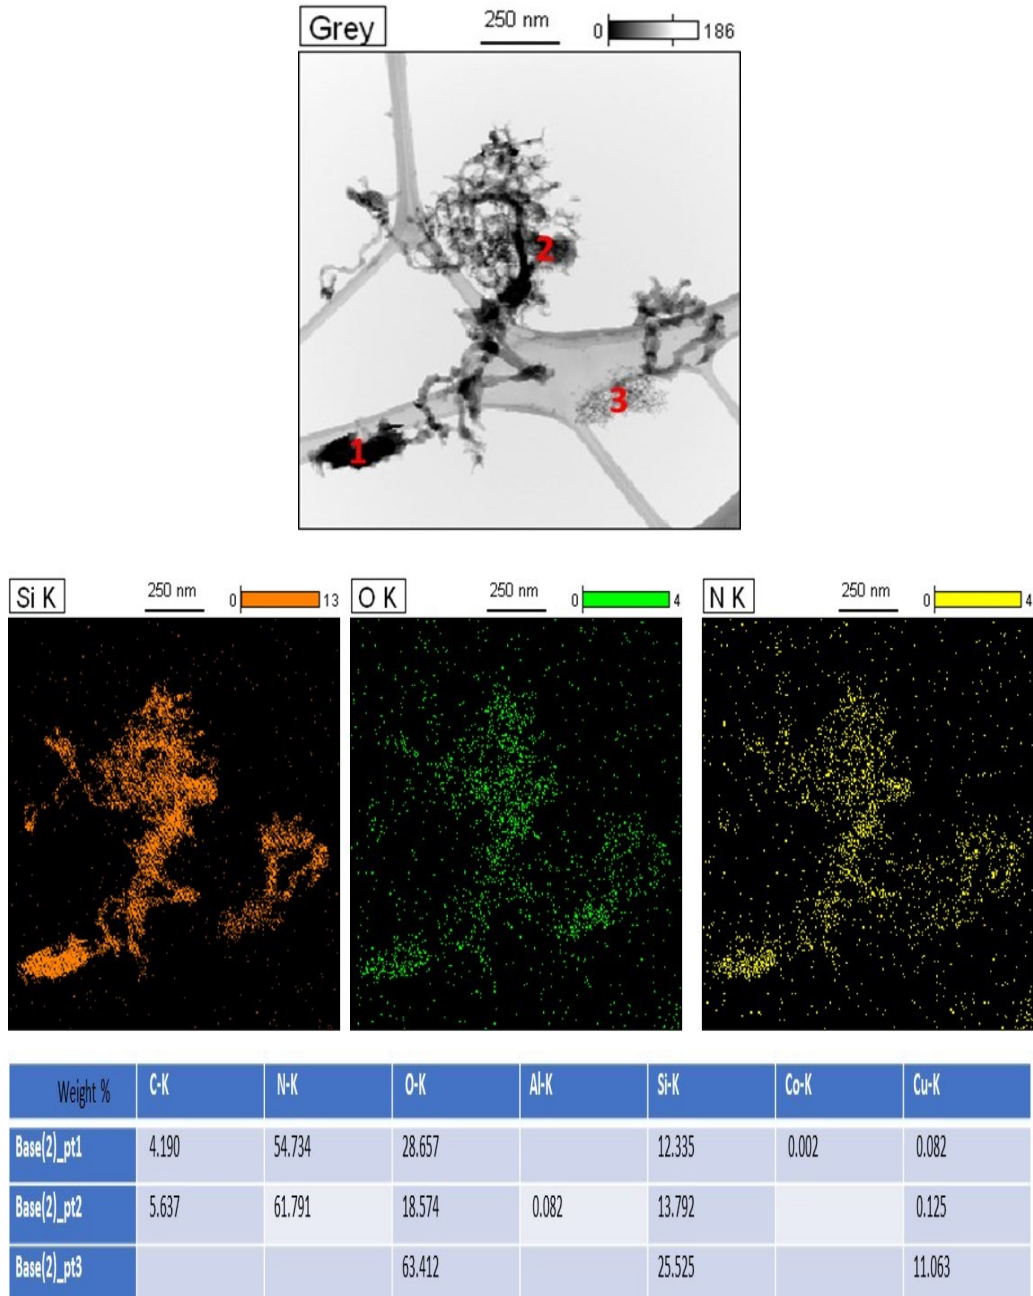 Grey 250 nm 0 186
2
3
1
Si K 250 nm 0 13
O K 250 nm 0 4
N K 250 nm 0 4
Weight % C-K N-K O-K Al-K Si-K Co-K Cu-K
Base(2)_pt1 4.190 54.734 28.657 12.335 0.002 0.082
Base(2)_pt2 5.637 61.791 18.574 0.082 13.792 0.125
Base(2)_pt3 63.412 25.525 11.063